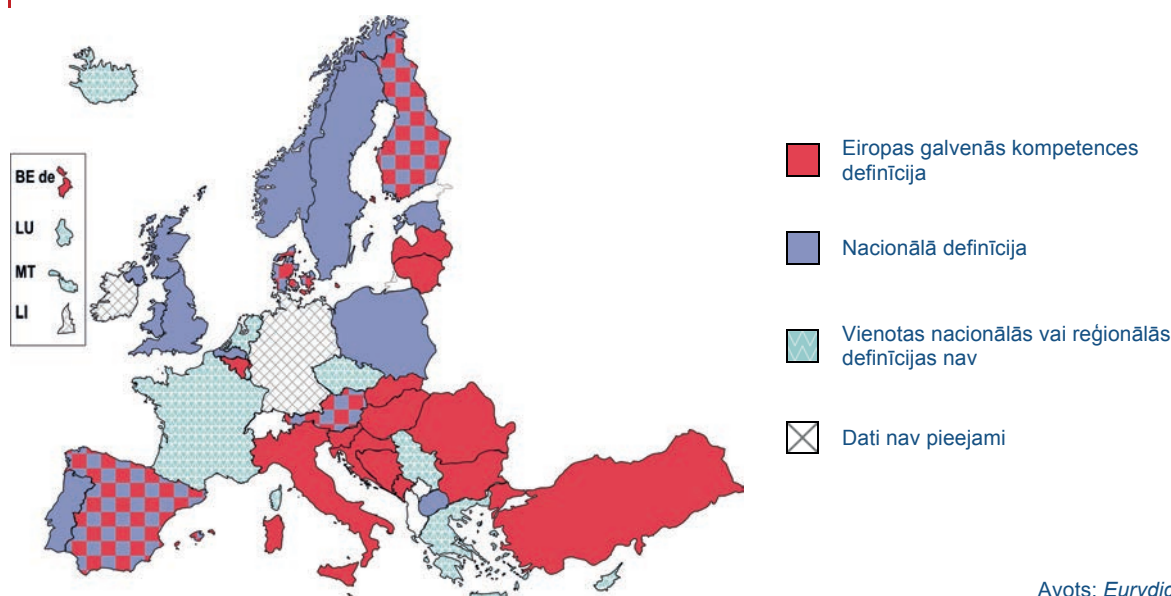 BE de
LU
MT
LI
Eiropas galvenās kompetences
definīcija
Nacionālā definīcija
Vienotas nacionālās vai reģionālās
definīcijas nav
Dati nav pieejami
Avots: